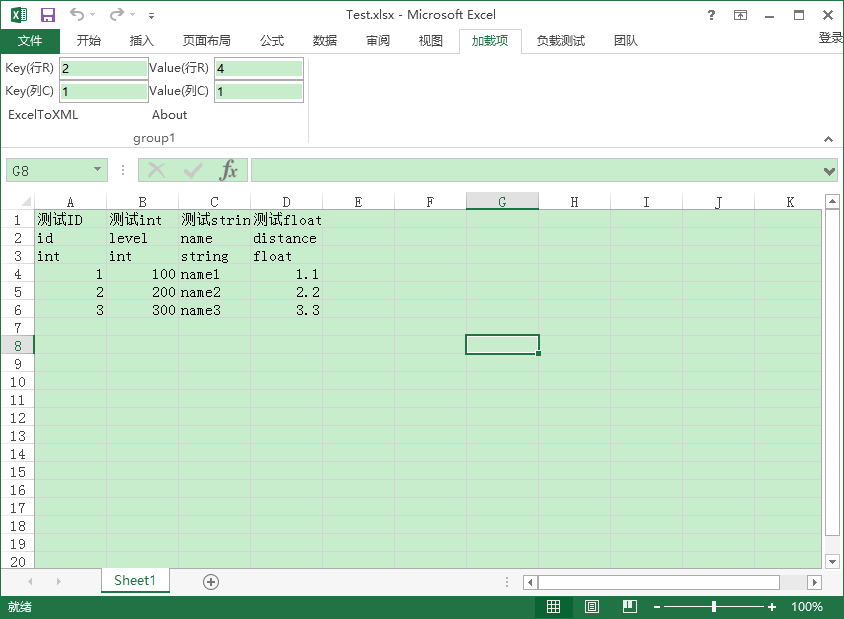 Test.xlsx - Microsoft Excel ?
文件 开始 插入 页面布局 公式 数据 审阅 视图 加载项 负载测试 团队 登录
Key(行R) 2 Value(行R) 4
Key(列C) 1 Value(列C) 1
ExcelToXML About
group1
G8 fx
A B C D E F G H I J K
1 测试ID 测试int 测试strin 测试float
2 id level name distance
3 int int string float
4 1 100 name1 1.1
5 2 200 name2 2.2
6 3 300 name3 3.3
7
8
9
10
11
12
13
14
15
16
17
18
19
20
Sheet1
就绪 100%